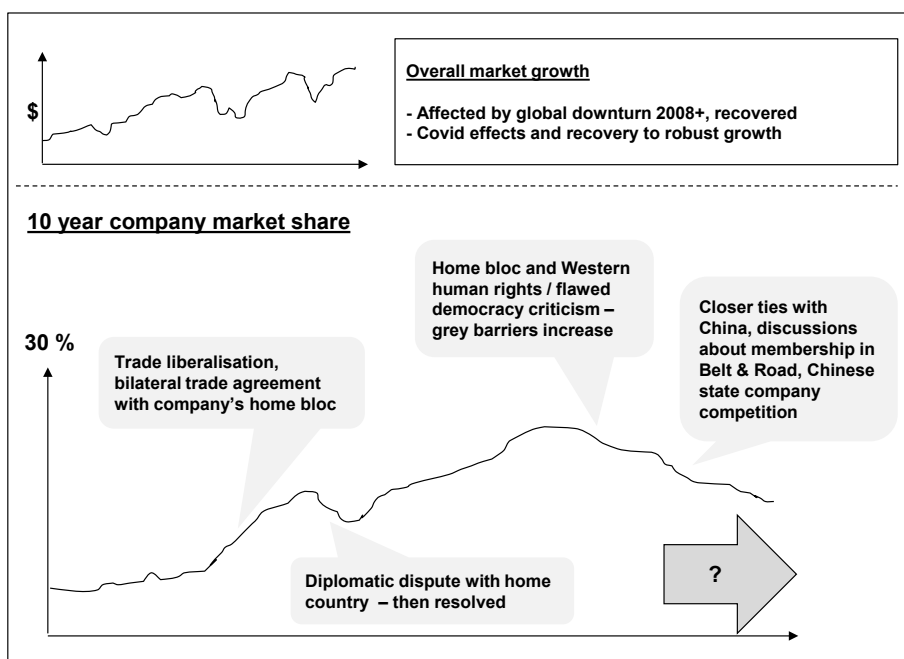 $
Overall market growth
- Affected by global downturn 2008+, recovered
- Covid effects and recovery to robust growth
10 year company market share
30 %
Trade liberalisation,
bilateral trade agreement
with company's home bloc
Diplomatic dispute with home
country – then resolved
Home bloc and Western
human rights / flawed
democracy criticism –
grey barriers increase
Closer ties with
China, discussions
about membership in
Belt & Road, Chinese
state company
competition
?